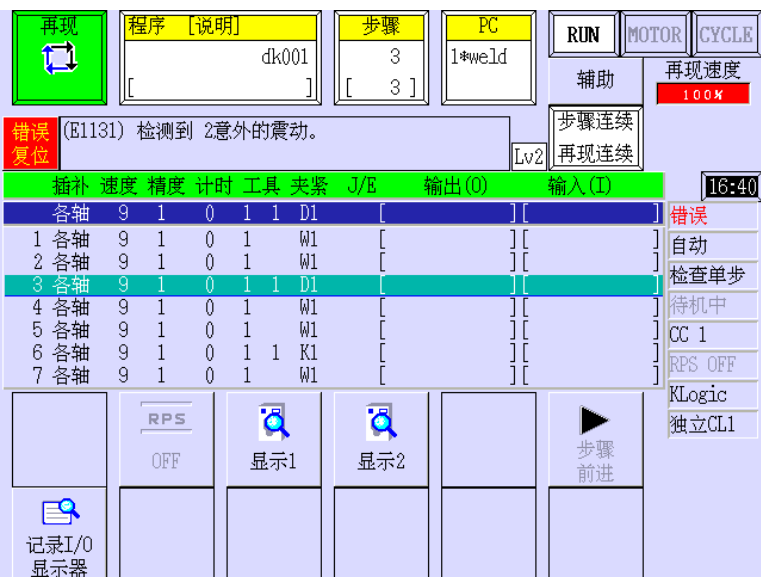 再现 程序 [说明] 步骤 PC RUN MOTOR CYCLE
dk001 3 1*weld
[ ] [ 3 ] 辅助 再现速度
100%
错误复位 (E1131) 检测到 2意外的震动。 Lv2 步骤连续
再现连续
插补 速度 精度 计时 工具 夹紧 J/E 输出(O) 输入(I) 16:40
各轴 9 1 0 1 1 D1 [ ][ ]
1 各轴 9 1 0 1 W1 [ ][ ]
2 各轴 9 1 0 1 W1 [ ][ ]
3 各轴 9 1 0 1 1 D1 [ ][ ]
4 各轴 9 1 0 1 W1 [ ][ ]
5 各轴 9 1 0 1 W1 [ ][ ]
6 各轴 9 1 0 1 1 K1 [ ][ ]
7 各轴 9 1 0 1 W1 [ ][ ]
错误
自动
检查单步
待机中
CC 1
RPS OFF
KLogic
独立CL1
RPS
OFF
显示1
显示2
步骤
前进
记录I/O
显示器